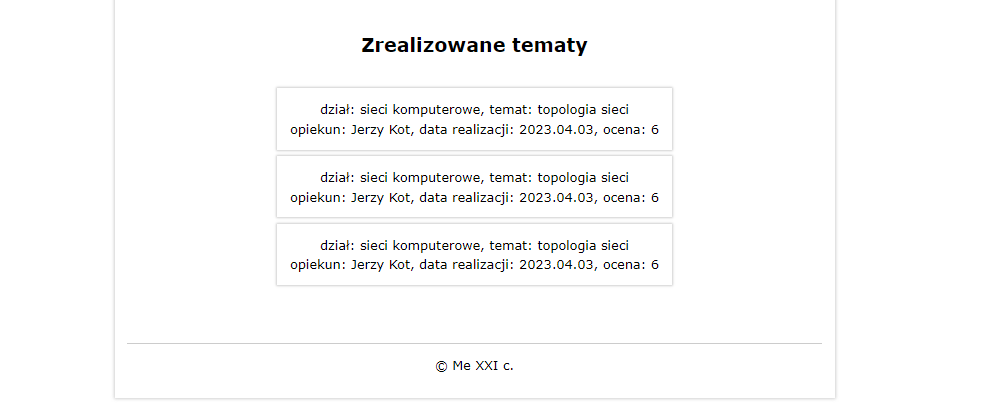 Zrealizowane tematy
dział: sieci komputerowe, temat: topologia sieci
opiekun: Jerzy Kot, data realizacji: 2023.04.03, ocena: 6
dział: sieci komputerowe, temat: topologia sieci
opiekun: Jerzy Kot, data realizacji: 2023.04.03, ocena: 6
dział: sieci komputerowe, temat: topologia sieci
opiekun: Jerzy Kot, data realizacji: 2023.04.03, ocena: 6
© Me XXI c.